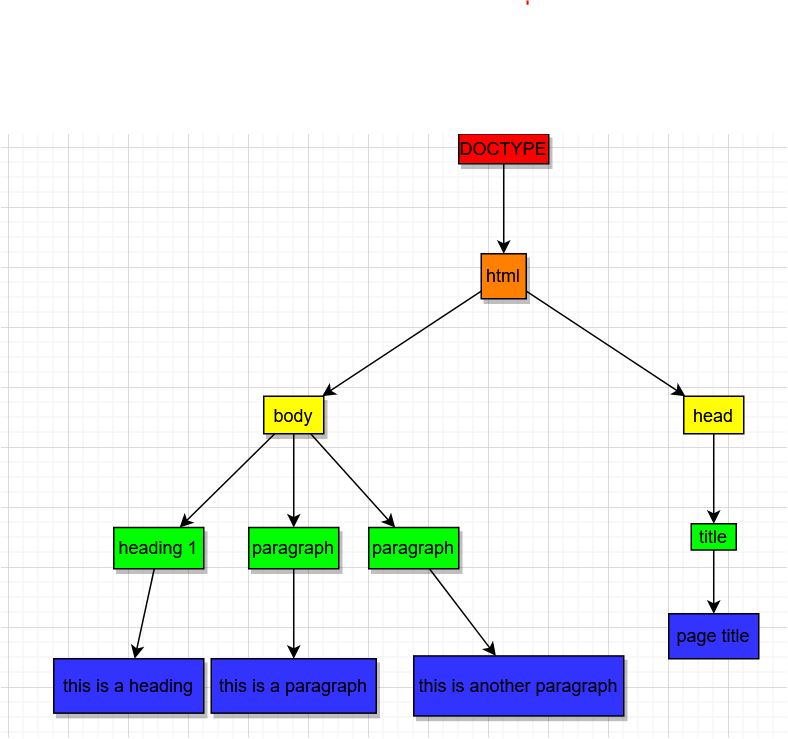 DOCTYPE
html
body
head
heading 1
paragraph
paragraph
title
this is a heading
this is a paragraph
this is another paragraph
page title